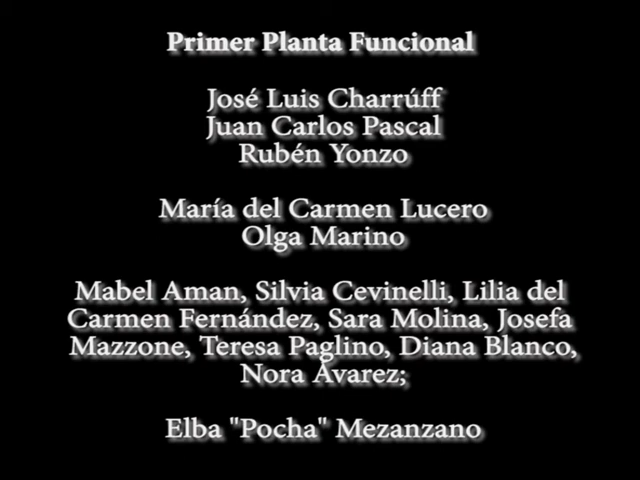 Primer Planta Funcional
José Luis Charrúff
Juan Carlos Pascal
Rubén Yonzo
María del Carmen Lucero
Olga Marino
Mabel Aman, Silvia Cevinelli, Lilia del
Carmen Fernández, Sara Molina, Josefa
Mazzone, Teresa Paglino, Diana Blanco,
Nora Ávarez;
Elba "Pocha" Mezanzano